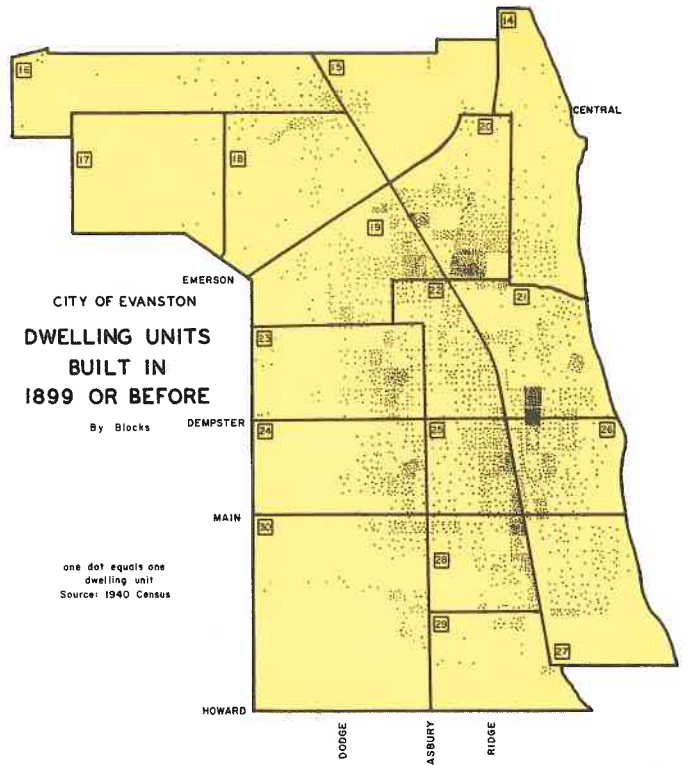 14
16
15
CENTRAL
20
17
18
19
EMERSON
22
21
CITY OF EVANSTON
DWELLING UNITS
BUILT IN
1899 OR BEFORE
By Blocks
23
DEMPSTER
24
25
26
MAIN
30
one dot equals one
dwelling unit
Source: 1940 Census
28
29
27
HOWARD
DODGE
ASBURY
RIDGE